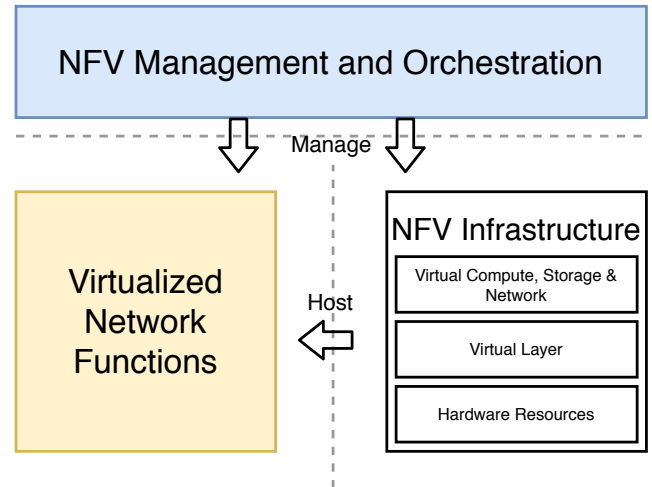 NFV Management and Orchestration
Manage
Virtualized
Network
Functions
Host
NFV Infrastructure
Virtual Compute, Storage &
Network
Virtual Layer
Hardware Resources